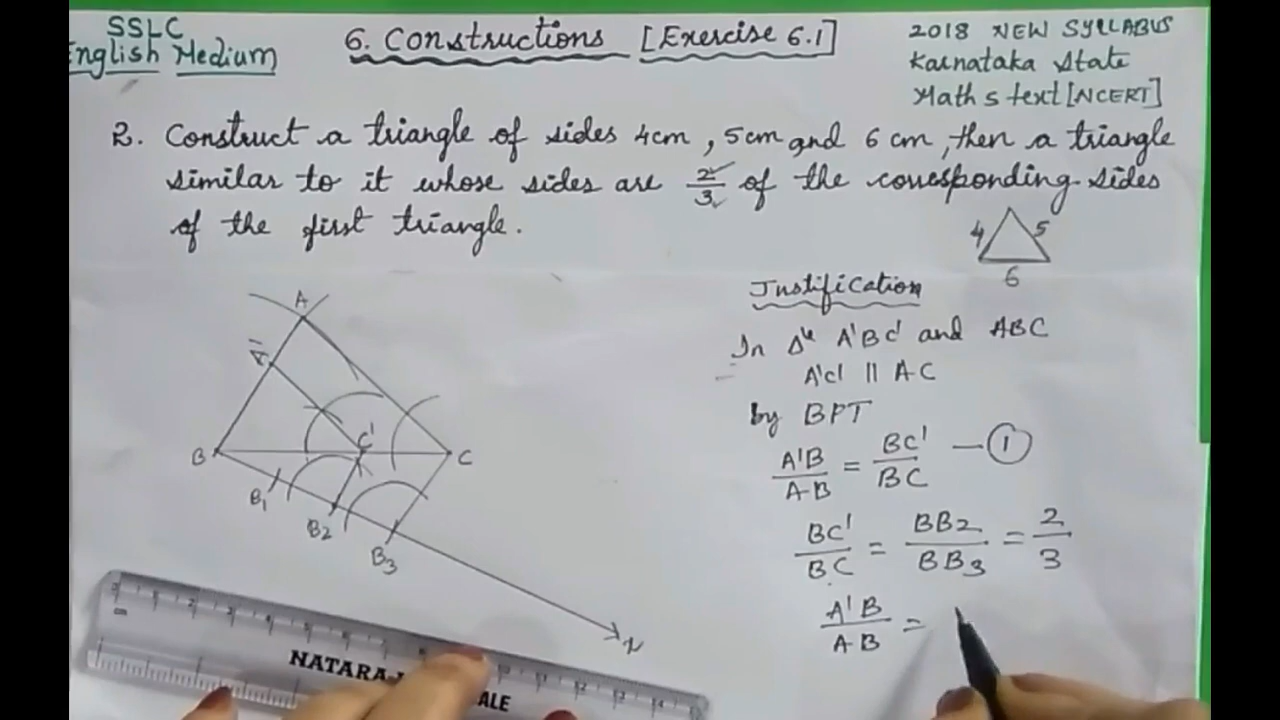 SSLC
English Medium
6. Constructions [Exercise 6.1]
2018 NEW SYLLABUS
Karnataka State
Maths text [NCERT]
2. Construct a triangle of sides 4cm, 5cm and 6 cm, then a triangle
similar to it whose sides are 2/3 of the corresponding sides
of the first triangle.
4 5
6
A
A'
B C' C
B1
B2
B3
x
Justification
In Δle A'BC' and ABC
A'C' || AC
by BPT
A'B/AB = BC'/BC — ①
BC'/BC = BB2/BB3 = 2/3
A'B/AB =
cm
NATARA
ALE